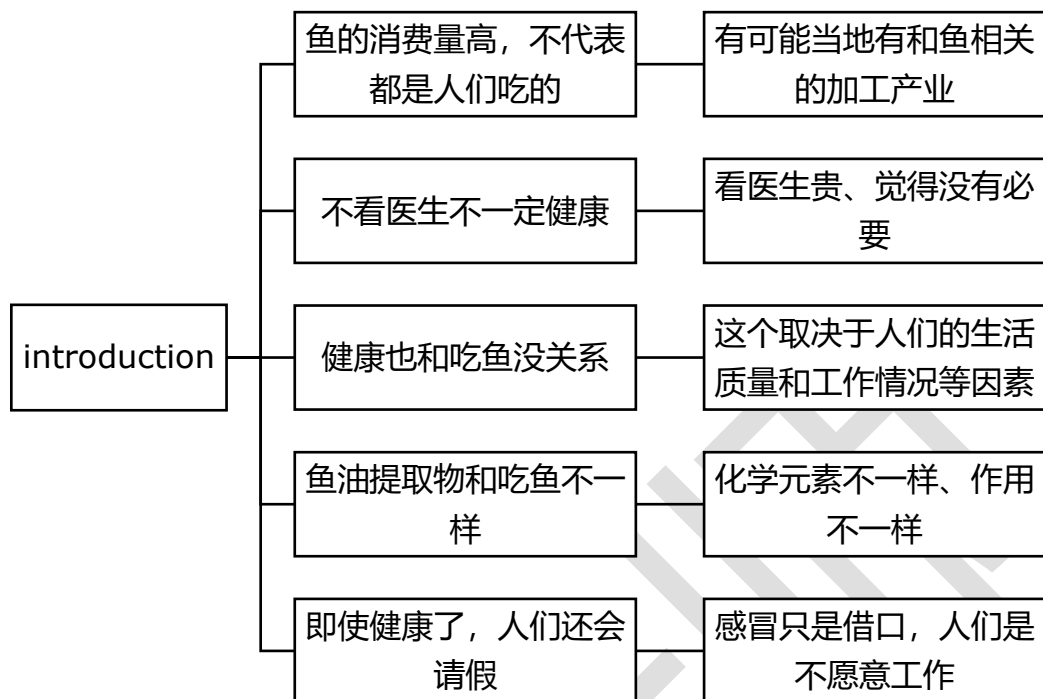 鱼的消费量高，不代表
都是人们吃的
有可能当地有和鱼相关
的加工产业
不看医生不一定健康
看医生贵、觉得没有必
要
introduction
健康也和吃鱼没关系
这个取决于人们的生活
质量和工作情况等因素
鱼油提取物和吃鱼不一
样
化学元素不一样、作用
不一样
即使健康了，人们还会
请假
感冒只是借口，人们是
不愿意工作